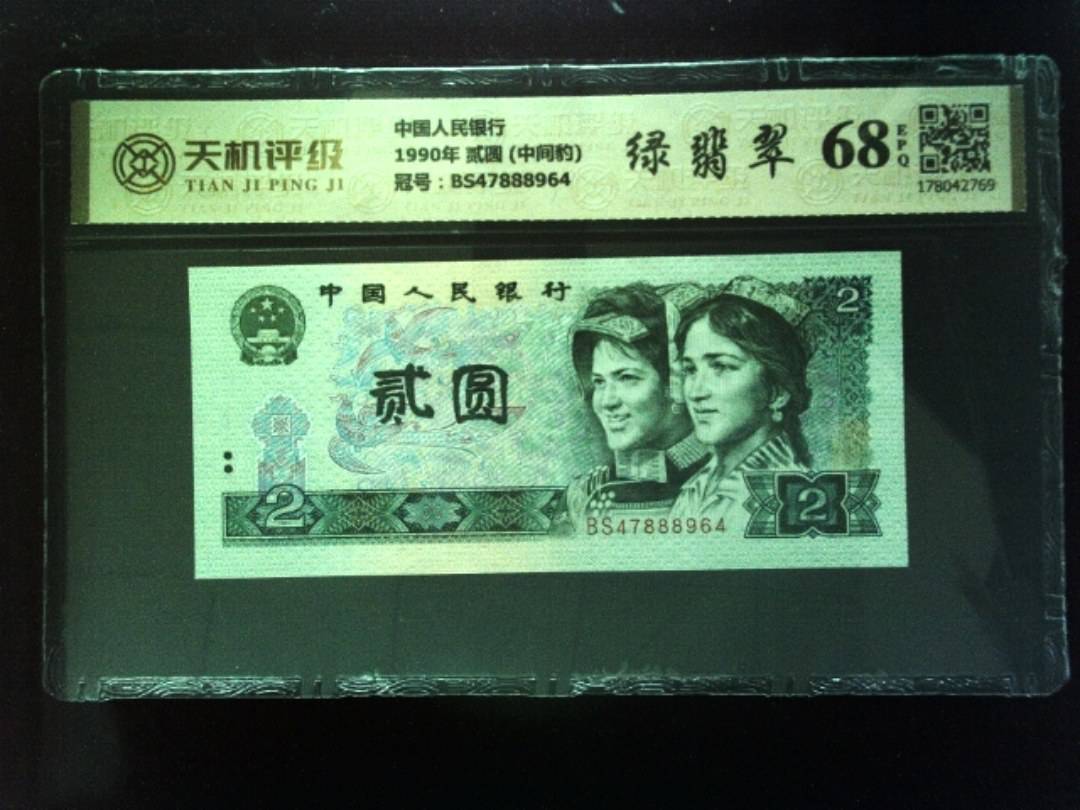 天机评级
TIAN JI PING JI
中国人民银行
1990年 贰圆 (中间豹)
冠号：BS47888964
绿翡翠
68
EPQ
178042769
中国人民银行
2
贰圆
2
BS47888964
2